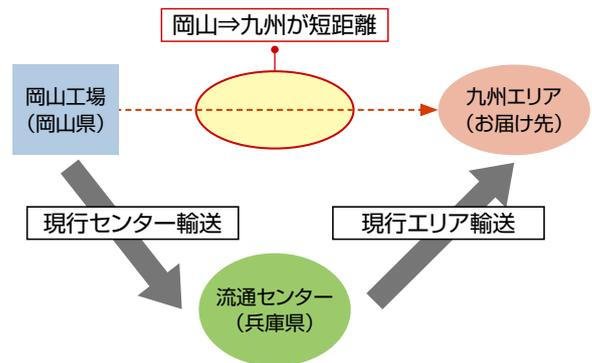 岡山⇒九州が短距離
岡山工場
（岡山県）
九州エリア
（お届け先）
現行センター輸送
現行エリア輸送
流通センター
（兵庫県）